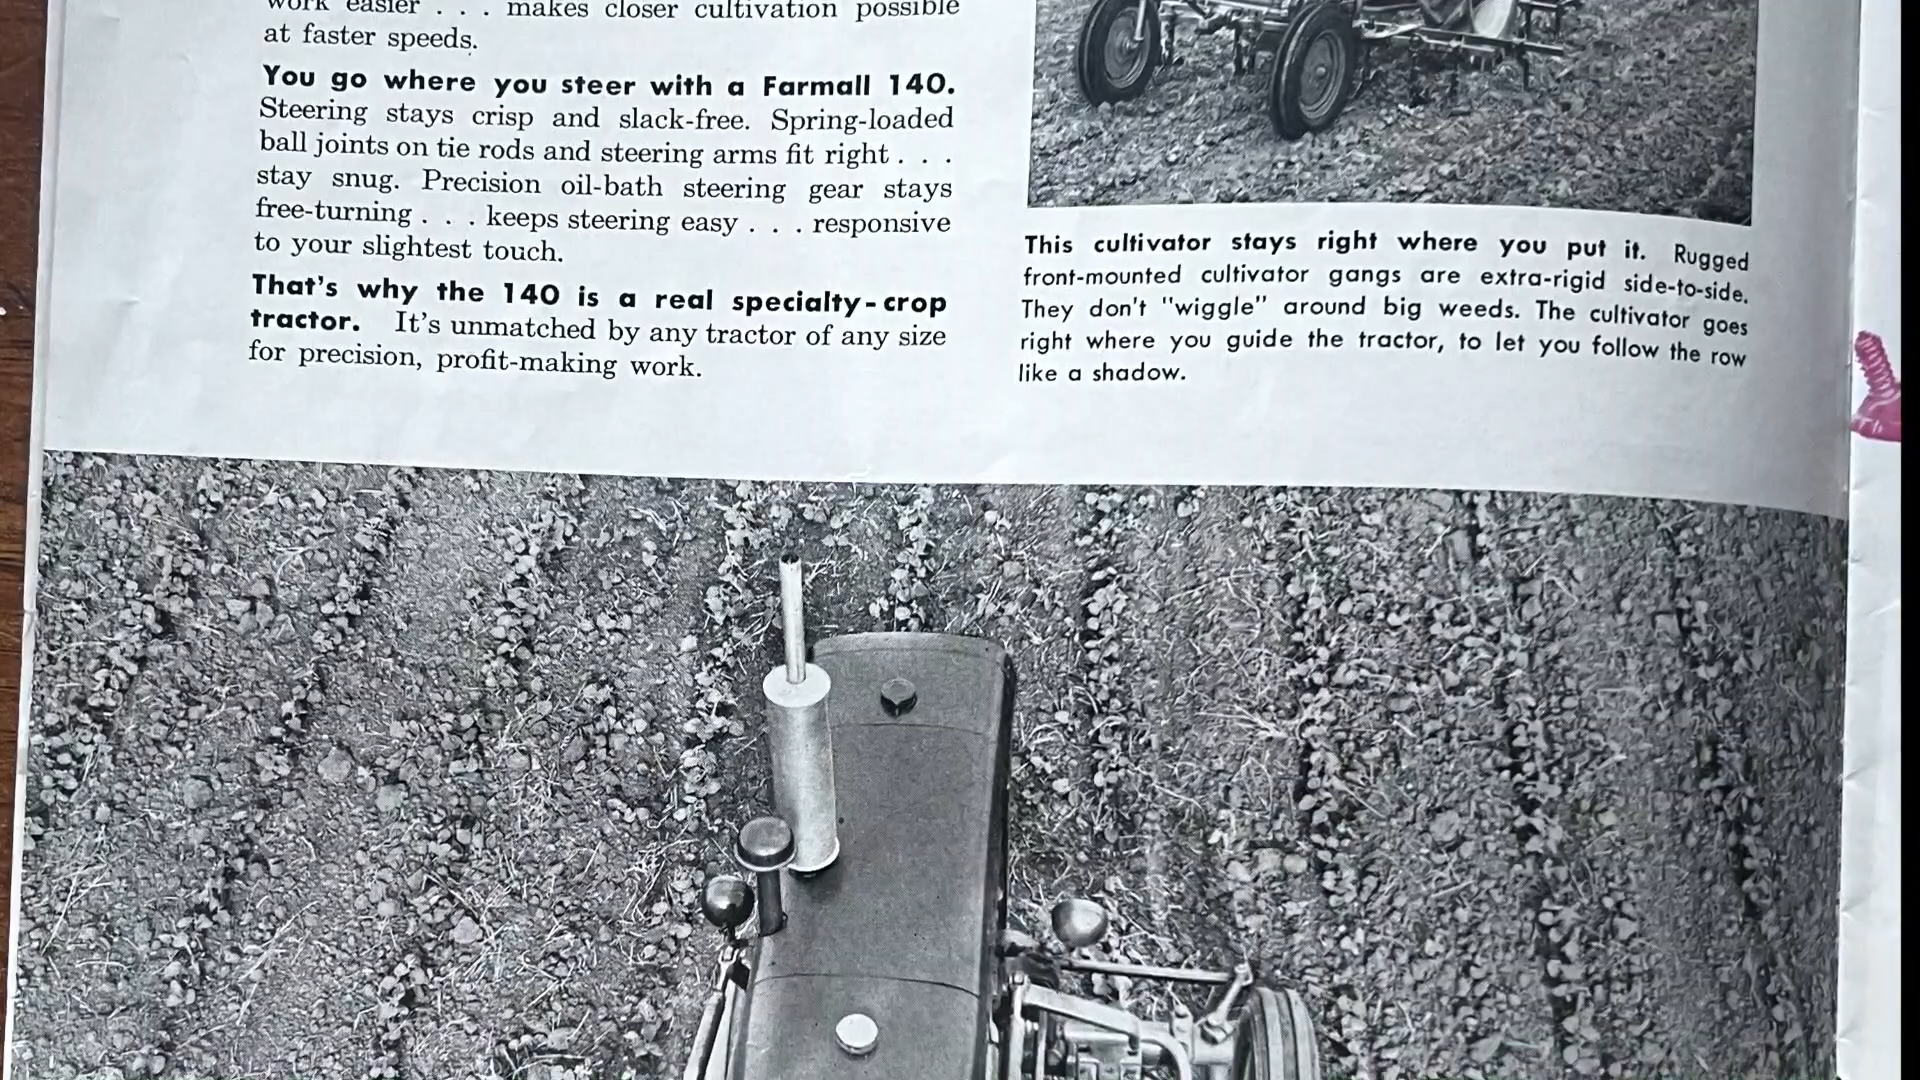 work easier . . . makes closer cultivation possible
at faster speeds.
You go where you steer with a Farmall 140.
Steering stays crisp and slack-free. Spring-loaded
ball joints on tie rods and steering arms fit right . . .
stay snug. Precision oil-bath steering gear stays
free-turning . . . keeps steering easy . . . responsive
to your slightest touch.
That's why the 140 is a real specialty-crop
tractor. It's unmatched by any tractor of any size
for precision, profit-making work.
This cultivator stays right where you put it. Rugged
front-mounted cultivator gangs are extra-rigid side-to-side.
They don't "wiggle" around big weeds. The cultivator goes
right where you guide the tractor, to let you follow the row
like a shadow.